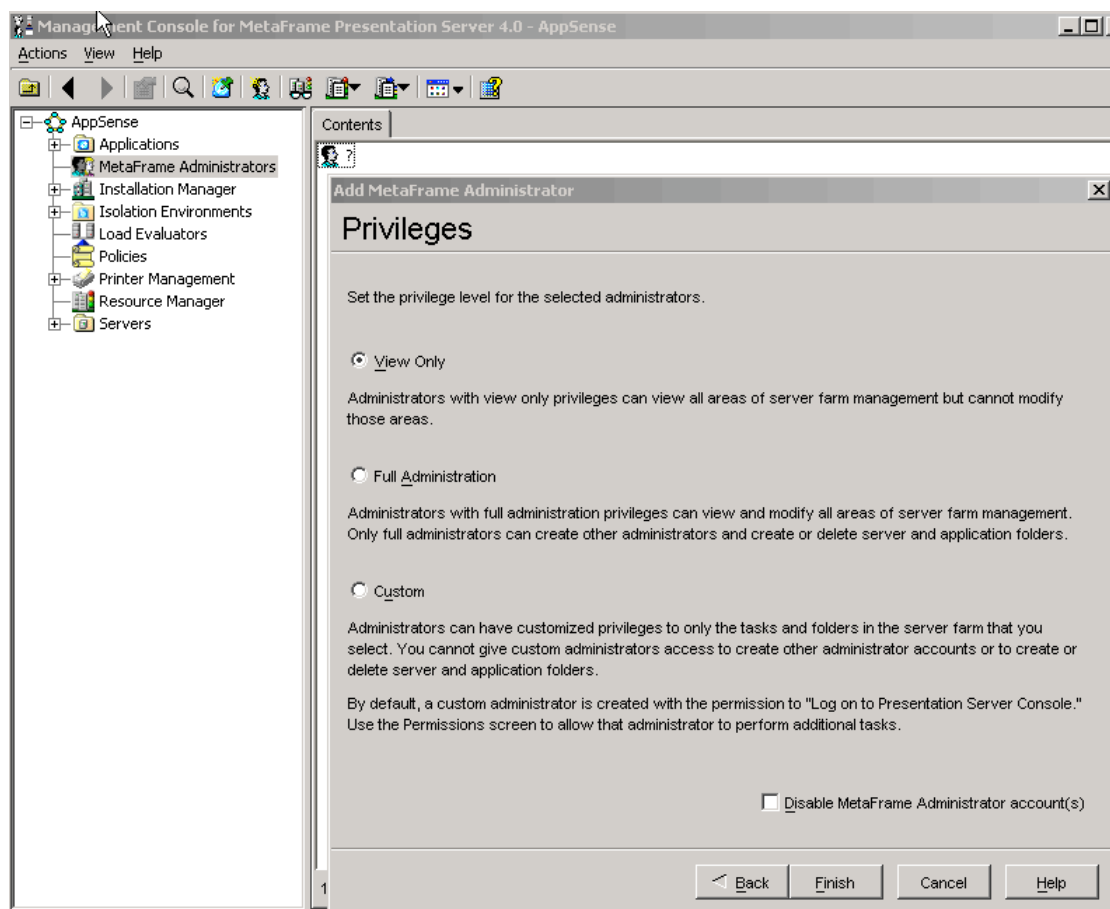 Management Console for MetaFrame Presentation Server 4.0 - AppSense
Actions View Help
AppSense
Applications
MetaFrame Administrators
Installation Manager
Isolation Environments
Load Evaluators
Policies
Printer Management
Resource Manager
Servers
Contents
?
Add MetaFrame Administrator
Privileges
Set the privilege level for the selected administrators.
View Only
Administrators with view only privileges can view all areas of server farm management but cannot modify
those areas.
Full Administration
Administrators with full administration privileges can view and modify all areas of server farm management.
Only full administrators can create other administrators and create or delete server and application folders.
Custom
Administrators can have customized privileges to only the tasks and folders in the server farm that you
select. You cannot give custom administrators access to create other administrator accounts or to create or
delete server and application folders.
By default, a custom administrator is created with the permission to "Log on to Presentation Server Console."
Use the Permissions screen to allow that administrator to perform additional tasks.
Disable MetaFrame Administrator account(s)
1
< Back Finish Cancel Help